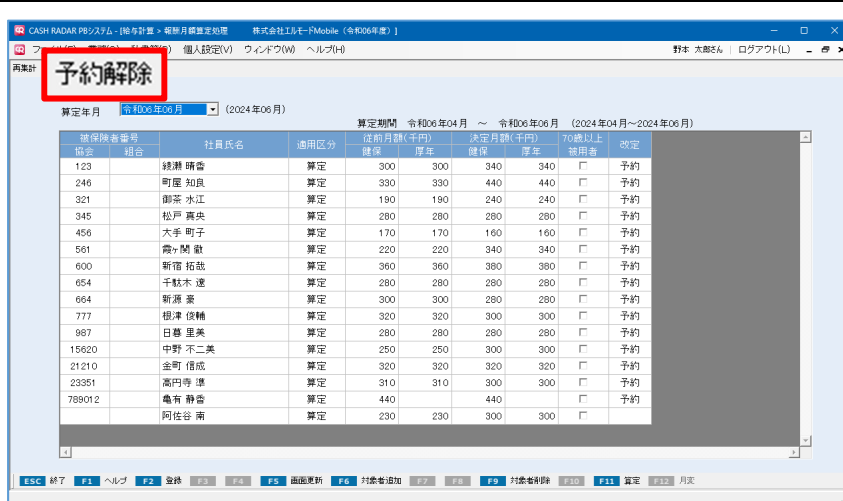 CASH RADAR PBシステム - [給与計算 > 報酬月額算定処理 株式会社エルモードMobile（令和06年度）]
個人設定(V) ウィンドウ(W) ヘルプ(H) 野本 太郎さん | ログアウト(L)
再集計
予約解除
算定年月 令和06年06月 (2024年06月)
算定期間 令和06年04月 ～ 令和06年06月 (2024年04月～2024年06月)
被保険者番号 社員氏名 適用区分 従前月額(千円) 決定月額(千円) 70歳以上 改定
協会 組合 健保 厚年 健保 厚年 被用者
123 綾瀬 晴香 算定 300 300 340 340 予約
246 町屋 知良 算定 330 330 440 440 予約
321 御茶 水江 算定 190 190 240 240 予約
345 松戸 真央 算定 280 280 280 280 予約
456 大手 町子 算定 170 170 160 160 予約
561 霞ヶ関 徹 算定 220 220 340 340 予約
600 新宿 拓哉 算定 360 360 380 380 予約
654 千駄木 遼 算定 280 280 280 280 予約
664 新源 豪 算定 300 300 280 280 予約
777 根津 俊輔 算定 320 320 300 300 予約
987 日暮 里美 算定 280 280 280 280 予約
15620 中野 不二美 算定 250 250 300 300 予約
21210 金町 信成 算定 320 320 320 320 予約
23351 高円寺 準 算定 310 310 300 300 予約
789012 亀有 静香 算定 440 440 予約
阿佐谷 南 算定 230 230 300 300
ESC 終了 F1 ヘルプ F2 登録 F3 F4 F5 画面更新 F6 対象者追加 F7 F8 F9 対象者削除 F10 F11 算定 F12 月変